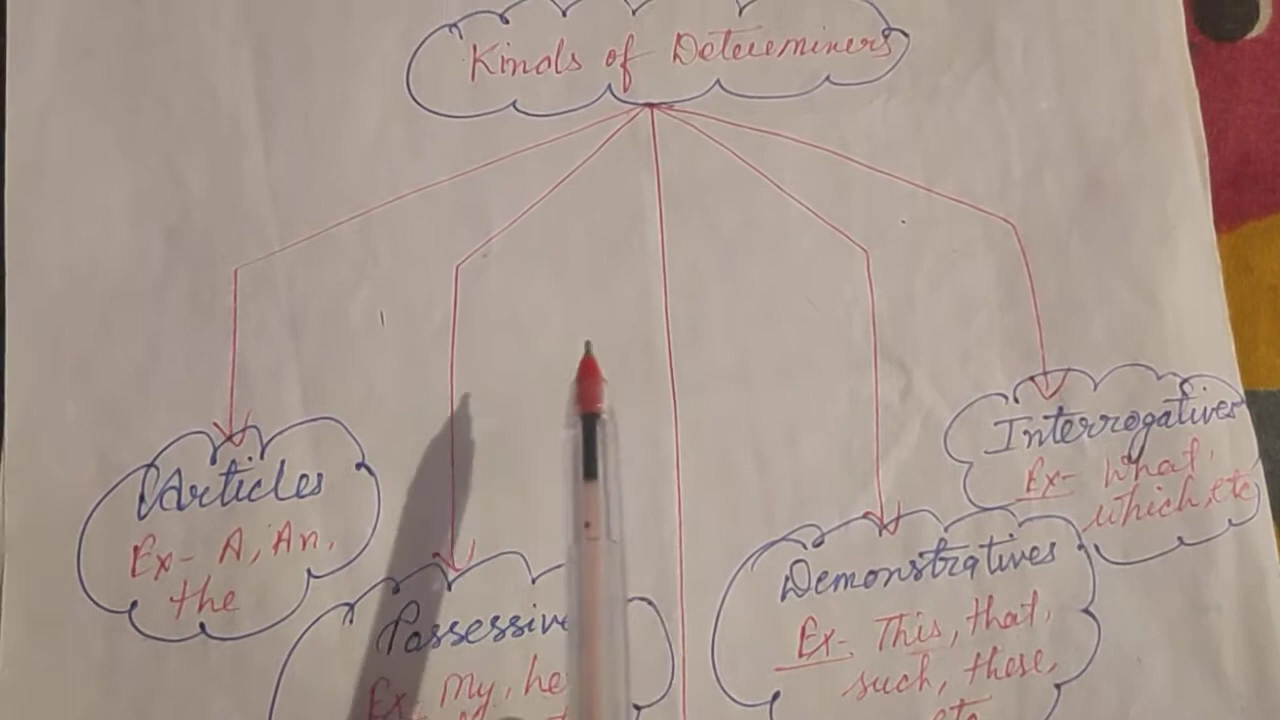 Kinds of Determiners
Articles
Ex- A, An,
the
Possessive
Ex My, he
Demonstratives
Ex- This, that,
such, these,
etc
Interrogatives
Ex- What,
which, etc